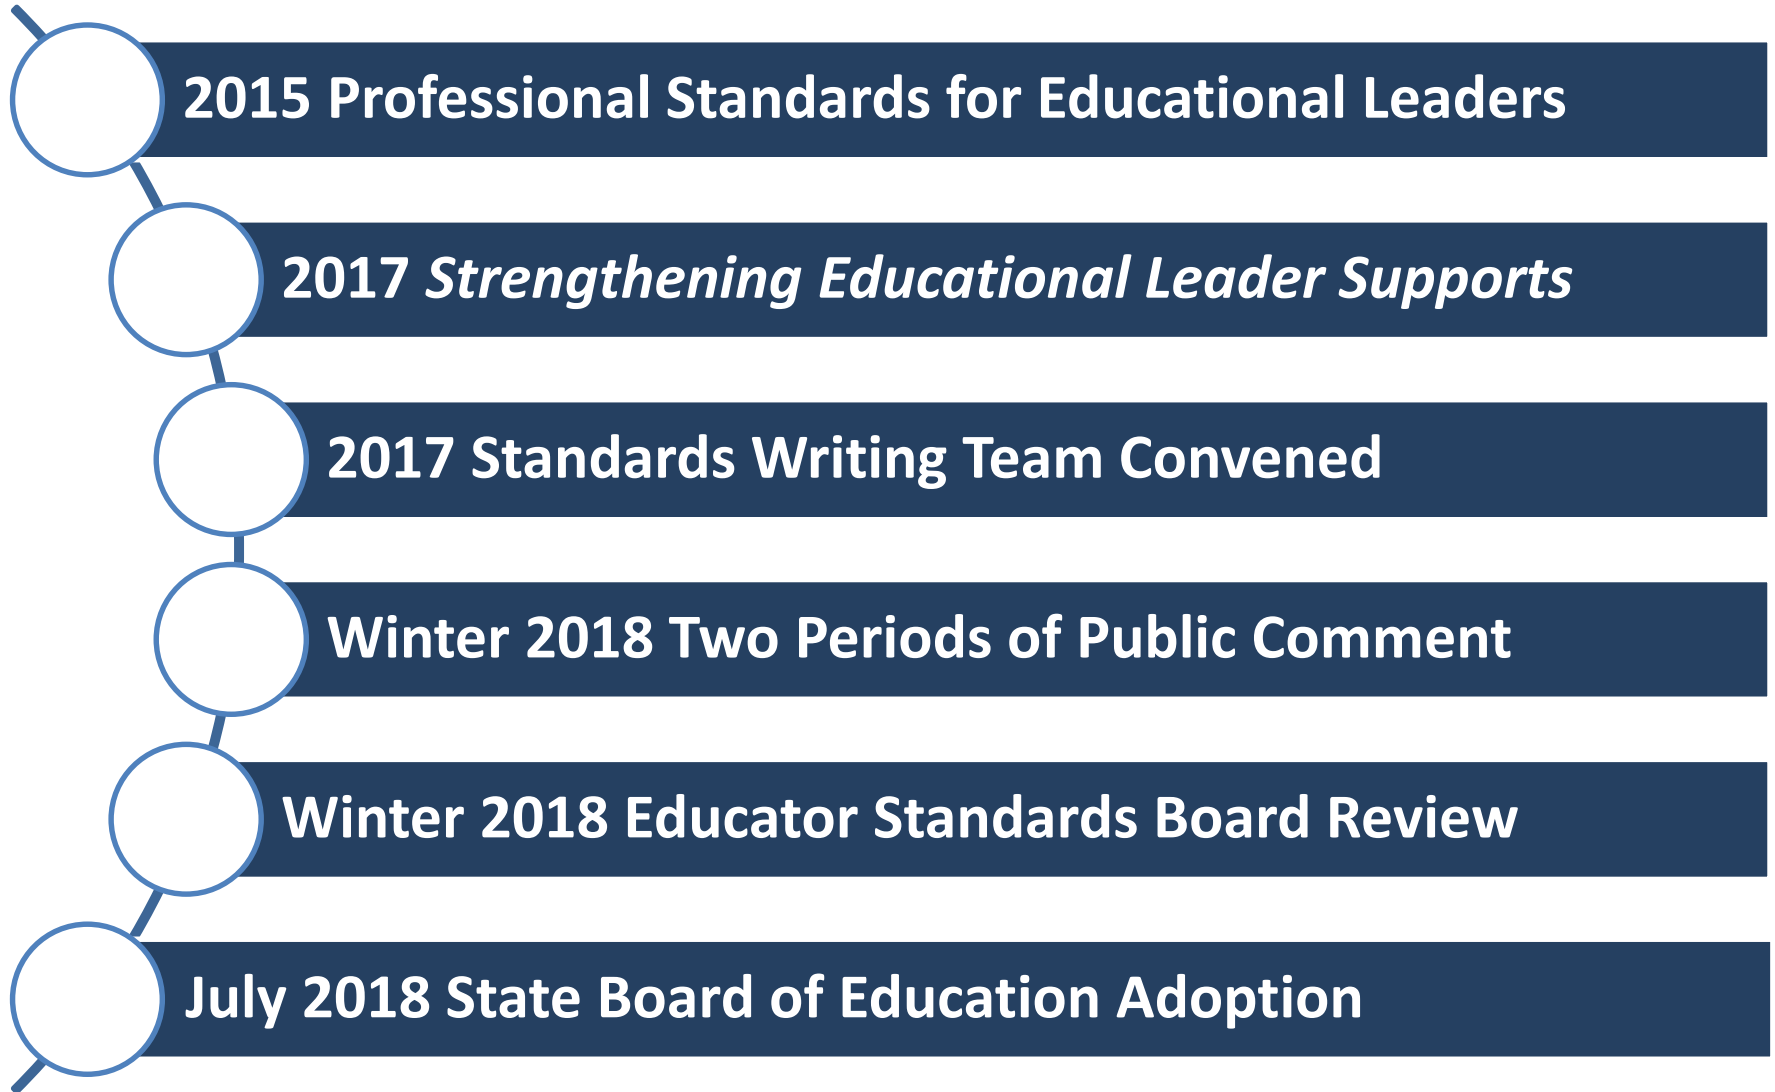 2015 Professional Standards for Educational Leaders
2017 Strengthening Educational Leader Supports
2017 Standards Writing Team Convened
Winter 2018 Two Periods of Public Comment
Winter 2018 Educator Standards Board Review
July 2018 State Board of Education Adoption